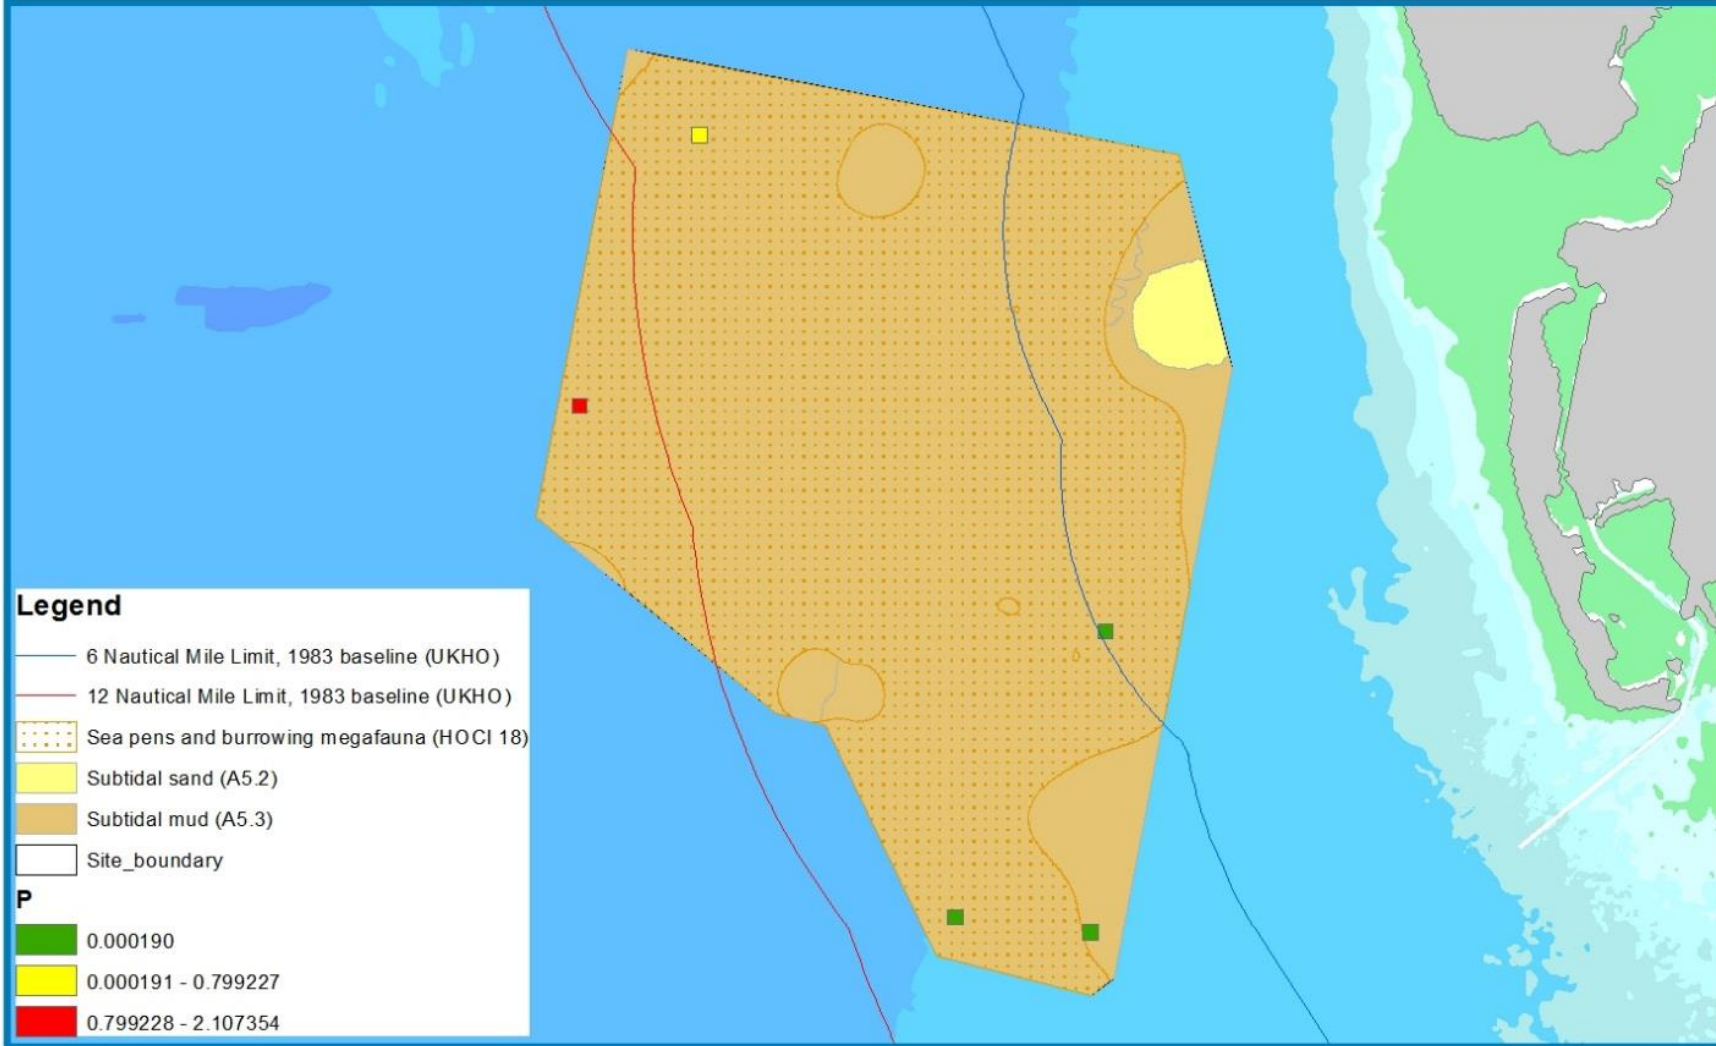 Legend
6 Nautical Mile Limit, 1983 baseline (UKHO)
12 Nautical Mile Limit, 1983 baseline (UKHO)
Sea pens and burrowing megafauna (HOCI 18)
Subtidal sand (A5.2)
Subtidal mud (A5.3)
Site_boundary
P
0.000190
0.000191 - 0.799227
0.799228 - 2.107354